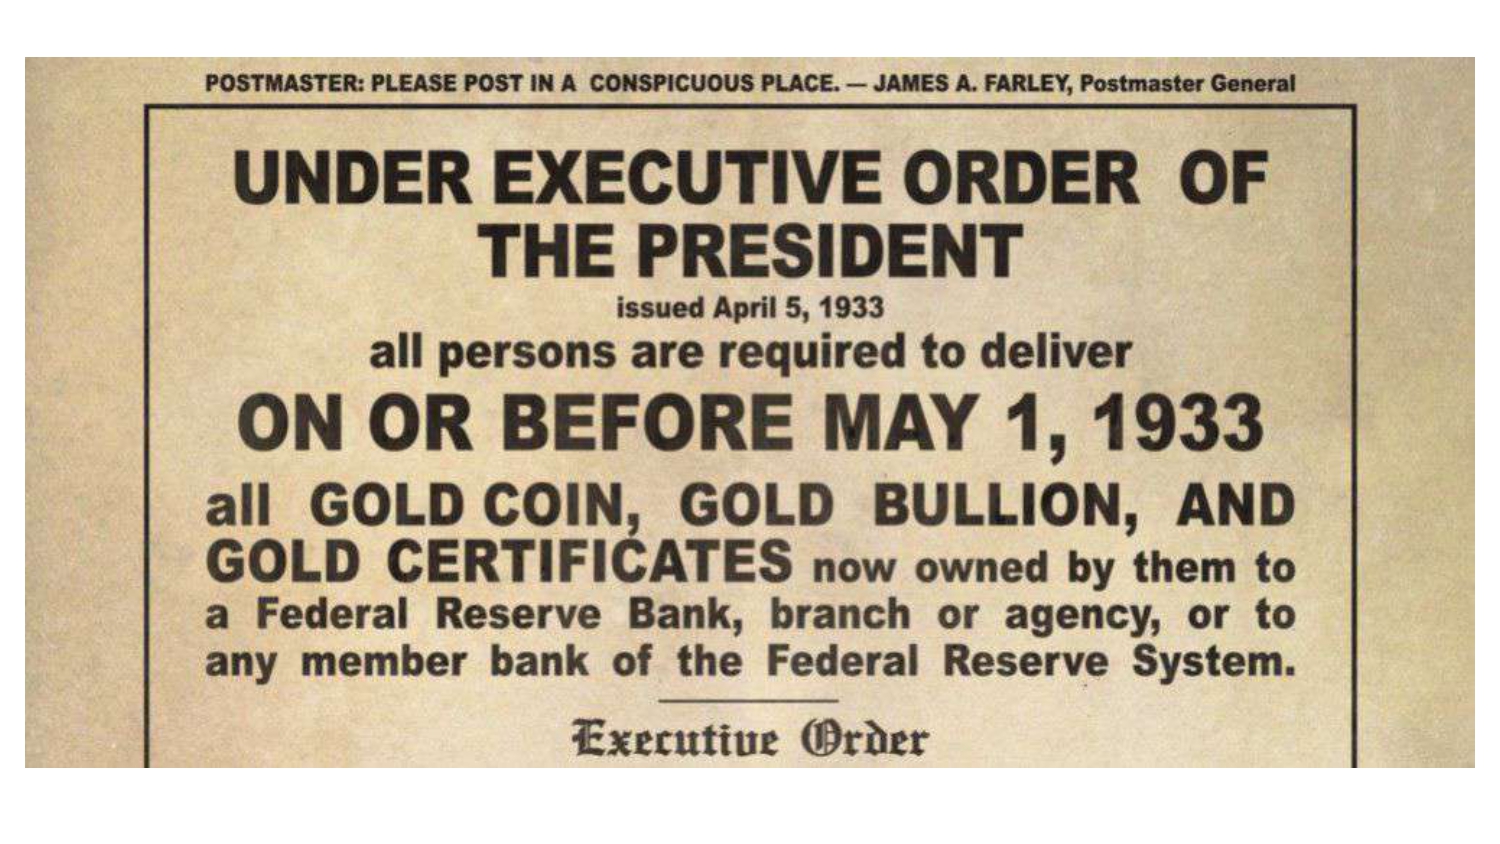 POSTMASTER: PLEASE POST IN A CONSPICUOUS PLACE. — JAMES A. FARLEY, Postmaster General
UNDER EXECUTIVE ORDER OF
THE PRESIDENT
issued April 5, 1933
all persons are required to deliver
ON OR BEFORE MAY 1, 1933
all GOLD COIN, GOLD BULLION, AND
GOLD CERTIFICATES now owned by them to
a Federal Reserve Bank, branch or agency, or to
any member bank of the Federal Reserve System.
Executive Order